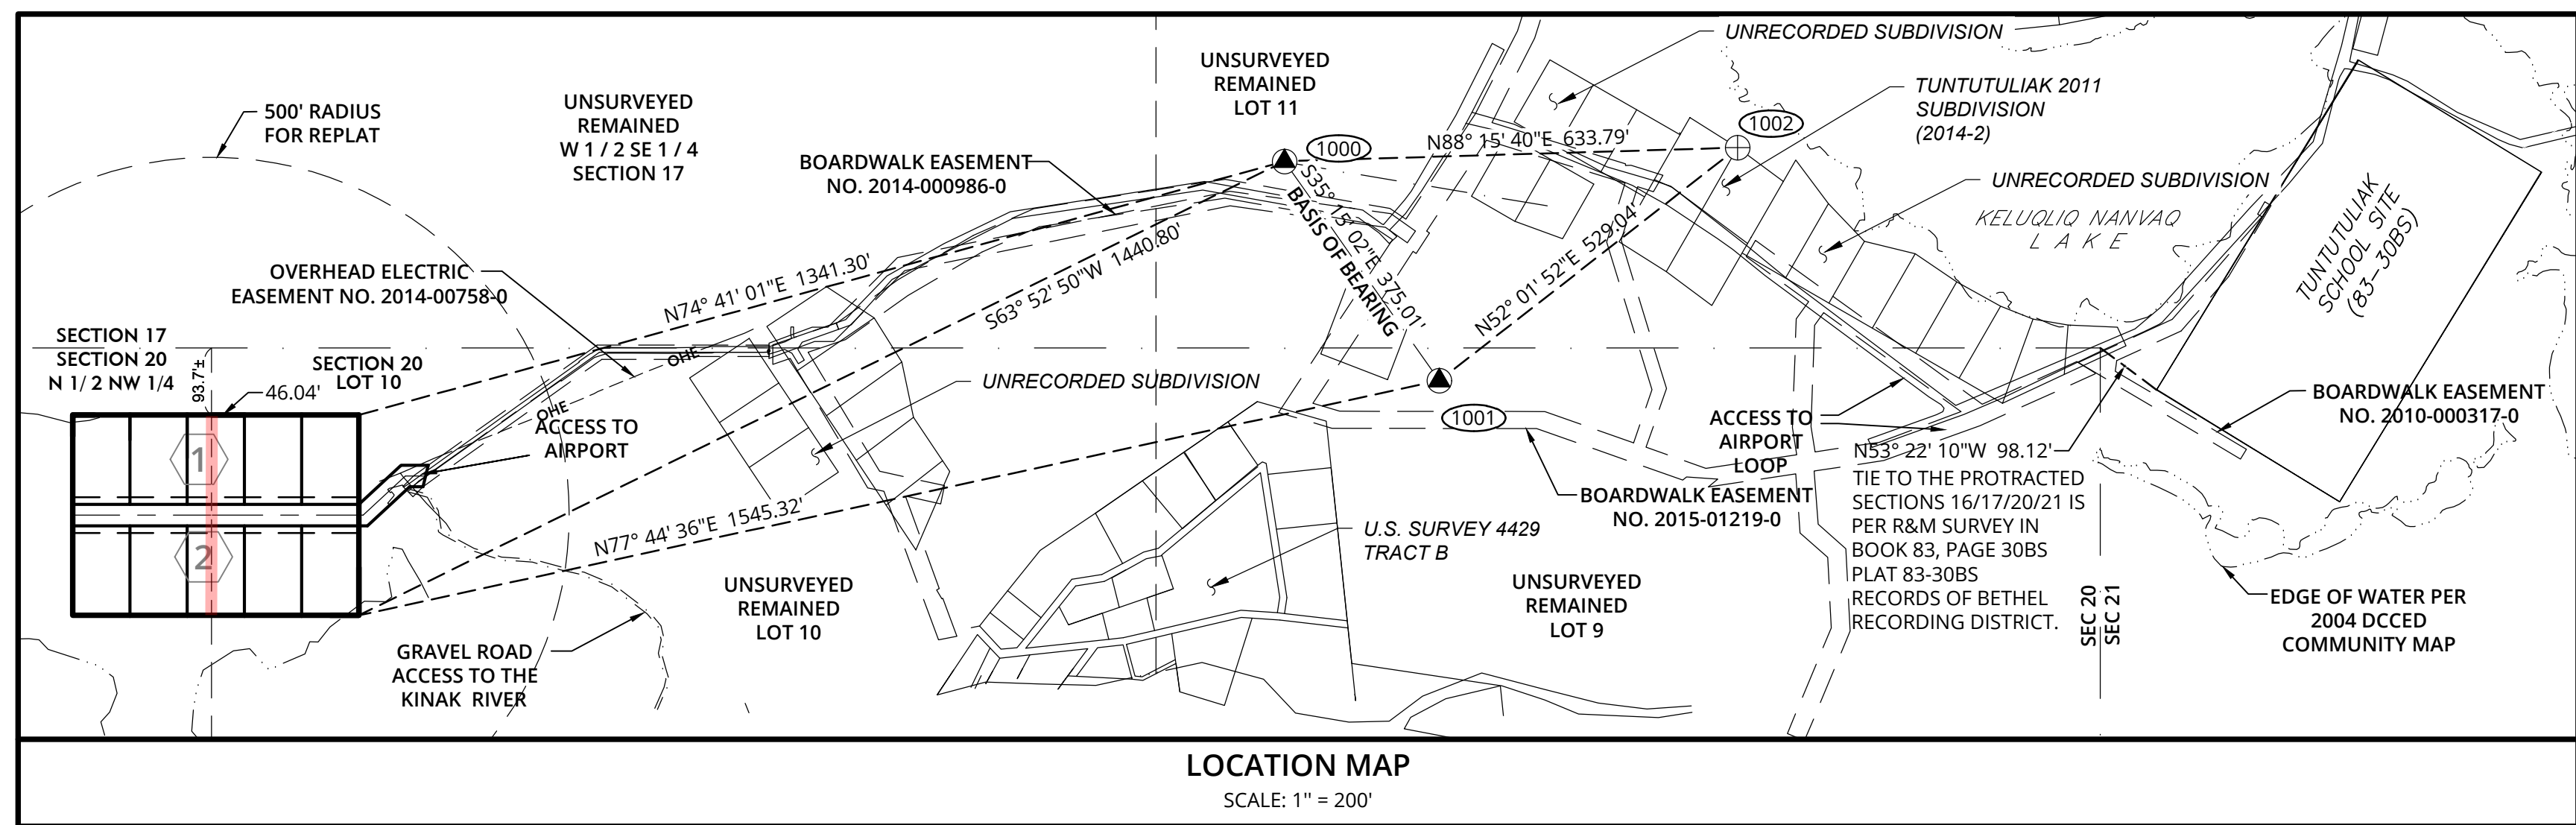 UNRECORDED SUBDIVISION
500' RADIUS
FOR REPLAT
UNSURVEYED
REMAINED
W 1 / 2 SE 1 / 4
SECTION 17
UNSURVEYED
REMAINED
LOT 11
TUNTUTULIAK 2011
SUBDIVISION
(2014-2)
1002
1000
N88° 15' 40"E 633.79'
BOARDWALK EASEMENT
NO. 2014-000986-0
UNRECORDED SUBDIVISION
KELUQLIQ NANVAQ
LAKE
TUNTUTULIAK
SCHOOL SITE
(83-30BS)
S35° 15' 02"E 375.01'
BASIS OF BEARING
N52° 01' 52"E 529.04'
OVERHEAD ELECTRIC
EASEMENT NO. 2014-00758-0
N74° 41' 01"E 1341.30'
S63° 52' 50"W 1440.80'
SECTION 17
SECTION 20
N 1/ 2 NW 1/4
93.7'±
SECTION 20
LOT 10
46.04'
OHE
OHE
ACCESS TO
AIRPORT
UNRECORDED SUBDIVISION
1001
ACCESS TO
AIRPORT
LOOP
BOARDWALK EASEMENT
NO. 2010-000317-0
1
2
N77° 44' 36"E 1545.32'
BOARDWALK EASEMENT
NO. 2015-01219-0
U.S. SURVEY 4429
TRACT B
N53° 22' 10"W 98.12'
TIE TO THE PROTRACTED
SECTIONS 16/17/20/21 IS
PER R&M SURVEY IN
BOOK 83, PAGE 30BS
PLAT 83-30BS
RECORDS OF BETHEL
RECORDING DISTRICT.
SEC 20
SEC 21
UNSURVEYED
REMAINED
LOT 10
UNSURVEYED
REMAINED
LOT 9
EDGE OF WATER PER
2004 DCCED
COMMUNITY MAP
GRAVEL ROAD
ACCESS TO THE
KINAK RIVER
LOCATION MAP
SCALE: 1" = 200'